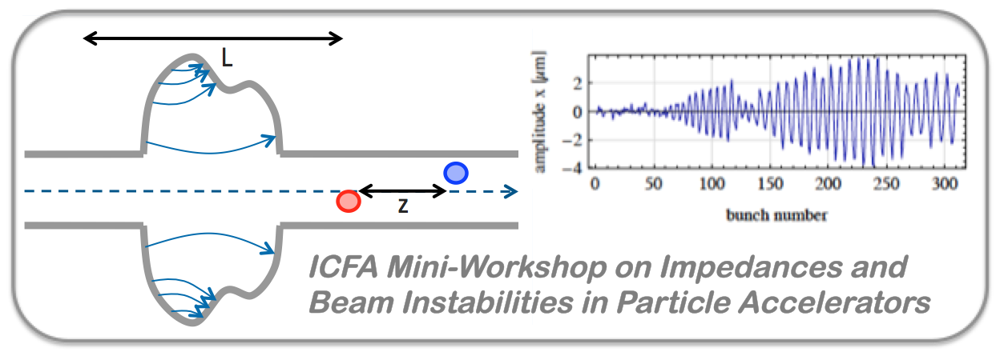 L
z
amplitude x [μm]
2
0
−2
−4
0 50 100 150 200 250 300
bunch number
ICFA Mini-Workshop on Impedances and
Beam Instabilities in Particle Accelerators